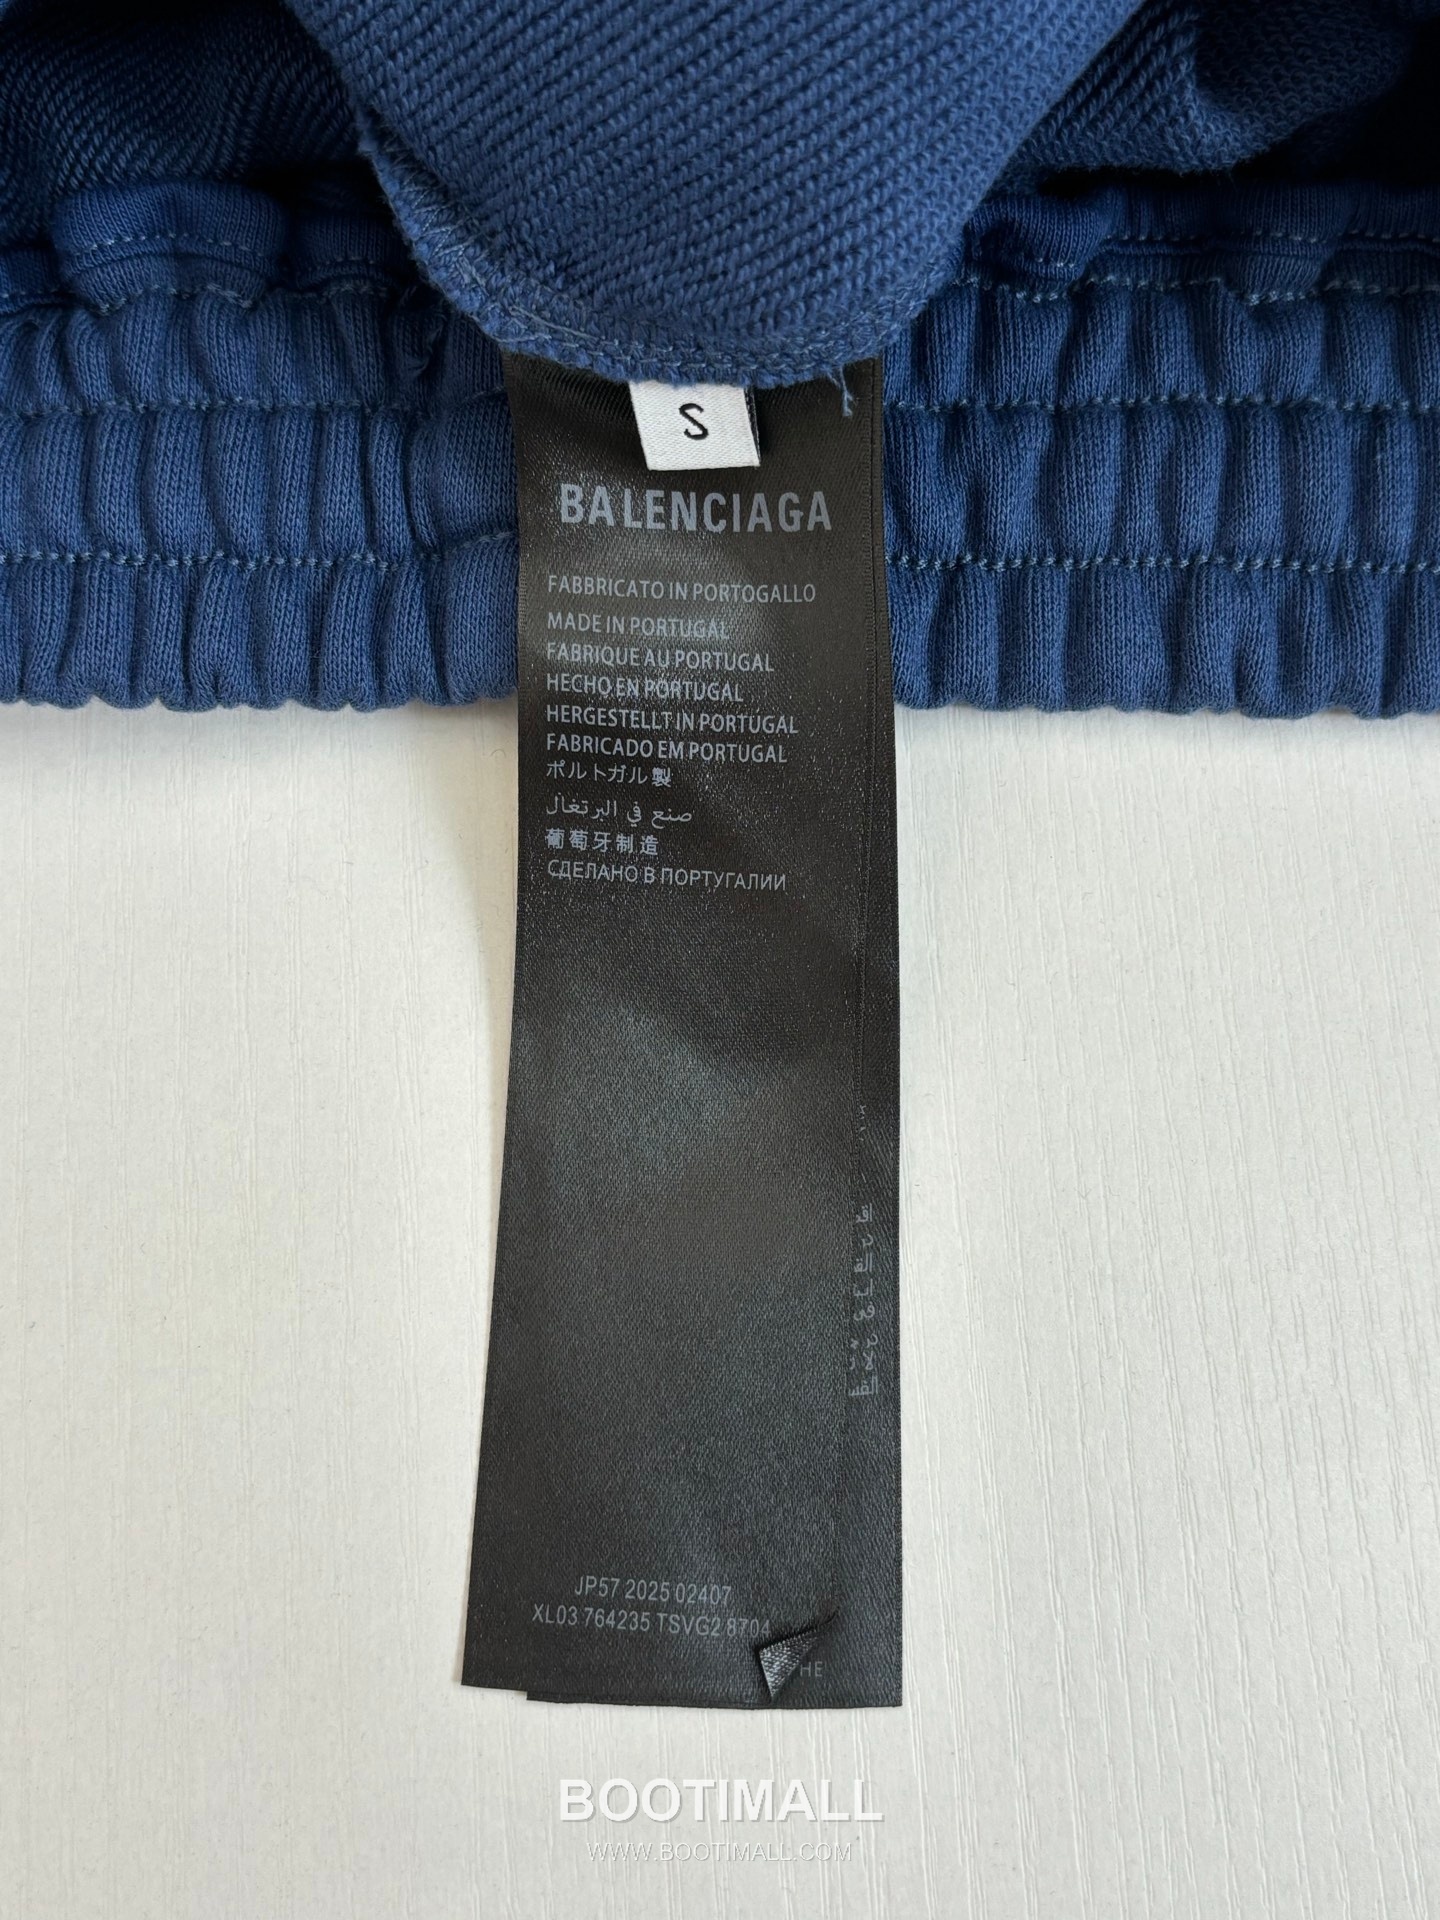 S
BALENCIAGA
FABBRICATO IN PORTOGALLO
MADE IN PORTUGAL
FABRIQUE AU PORTUGAL
HECHO EN PORTUGAL
HERGESTELLT IN PORTUGAL
FABRICADO EM PORTUGAL
ポルトガル製
صنع في البرتغال
葡萄牙制造
СДЕЛАНО В ПОРТУГАЛИИ
JP57 2025 02407
XL03 764235 TSVG2 8704
HE
BOOTIMALL
WWW.BOOTIMALL.COM